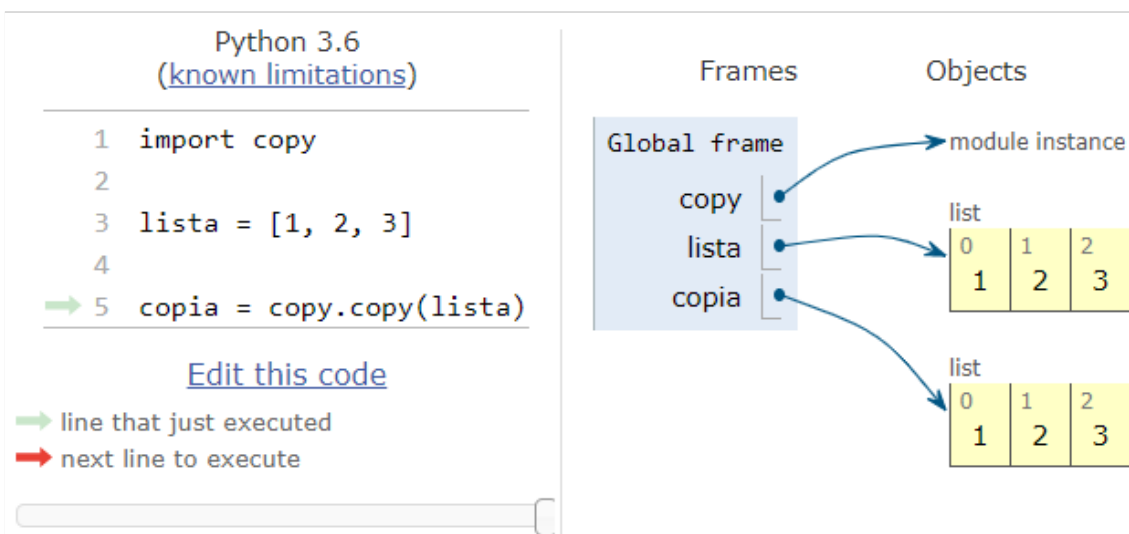 Python 3.6
(known limitations)
1 import copy
2
3 lista = [1, 2, 3]
4
5 copia = copy.copy(lista)
Edit this code
line that just executed
next line to execute
Frames
Objects
Global frame
copy
lista
copia
module instance
list
0 1 2
1 2 3
list
0 1 2
1 2 3